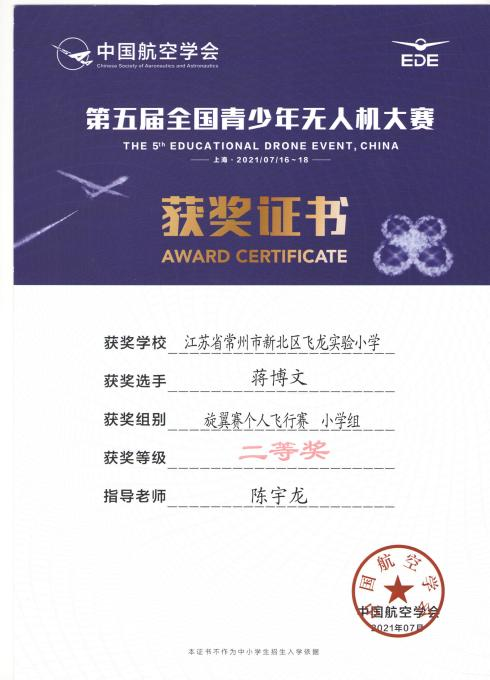 中国航空学会
Chinese Society of Aeronautics and Astronautics
EDE
第五届全国青少年无人机大赛
THE 5th EDUCATIONAL DRONE EVENT, CHINA
上海·2021/07/16~18
获奖证书
AWARD CERTIFICATE
获奖学校 江苏省常州市新北区飞龙实验小学
获奖选手 蒋博文
获奖组别 旋翼赛个人飞行赛 小学组
获奖等级 二等奖
指导老师 陈宇龙
中国航空学会
中国航空学会
2021年07月
本证书不作为中小学生招生入学依据